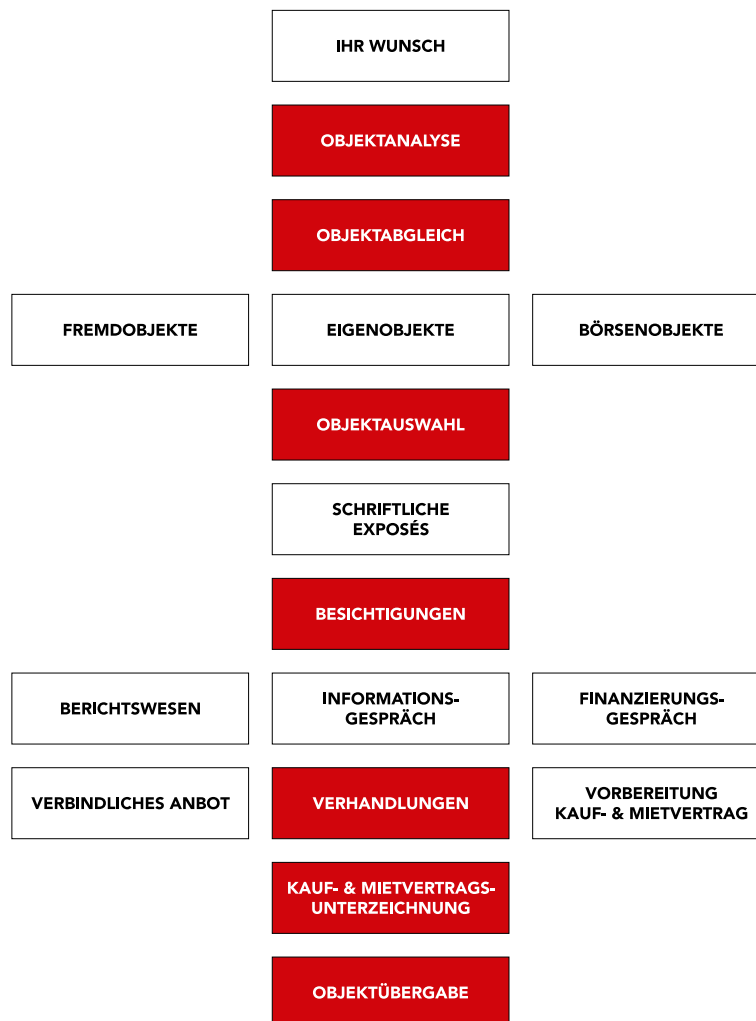 IHR WUNSCH
OBJEKTANALYSE
OBJEKTABGLEICH
FREMDOBJEKTE
EIGENOBJEKTE
BÖRSENOBJEKTE
OBJEKTAUSWAHL
SCHRIFTLICHE
EXPOSÉS
BESICHTIGUNGEN
BERICHTSWESEN
INFORMATIONS-
GESPRÄCH
FINANZIERUNGS-
GESPRÄCH
VERBINDLICHES ANBOT
VERHANDLUNGEN
VORBEREITUNG
KAUF- & MIETVERTRAG
KAUF- & MIETVERTRAGS-
UNTERZEICHNUNG
OBJEKTÜBERGABE